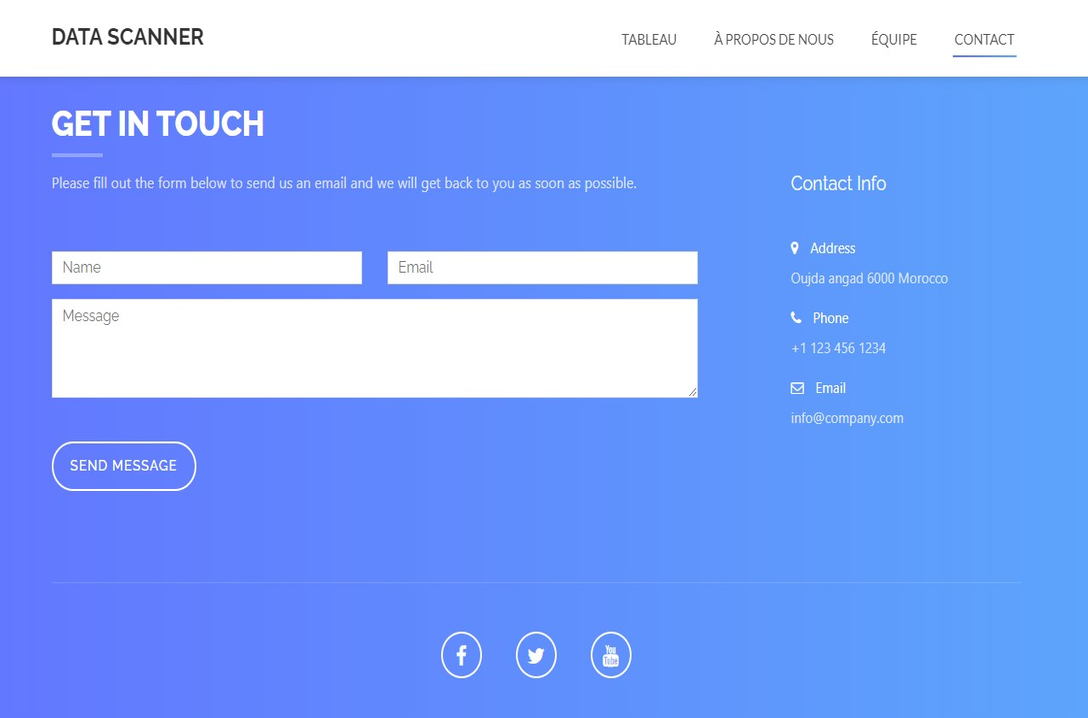 DATA SCANNER
TABLEAU
À PROPOS DE NOUS
ÉQUIPE
CONTACT
GET IN TOUCH
Please fill out the form below to send us an email and we will get back to you as soon as possible.
Name
Email
Message
SEND MESSAGE
Contact Info
Address
Oujda angad 6000 Morocco
Phone
+1 123 456 1234
Email
info@company.com
You
Tube